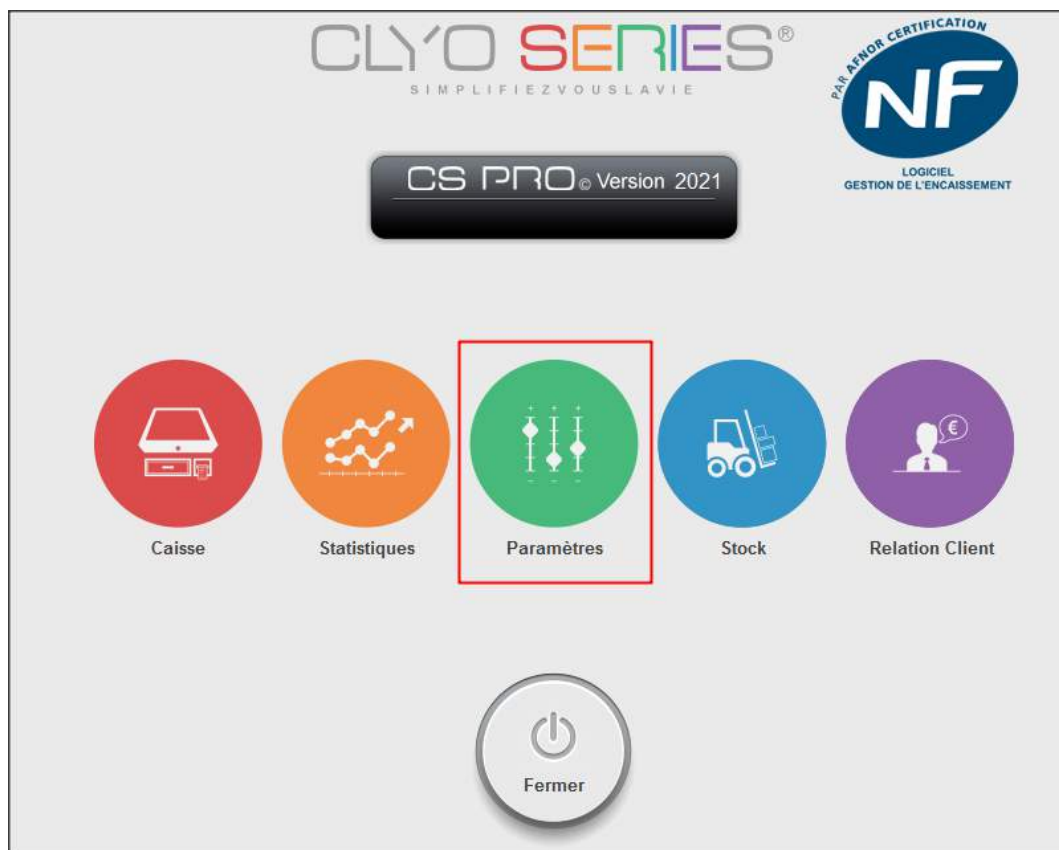 CLYO SERIES®
SIMPLIFIEZVOUSLAVIE
PAR AFNOR CERTIFICATION
NF
LOGICIEL
GESTION DE L'ENCAISSEMENT
CS PRO © Version 2021
€
Caisse
Statistiques
Paramètres
Stock
Relation Client
Fermer